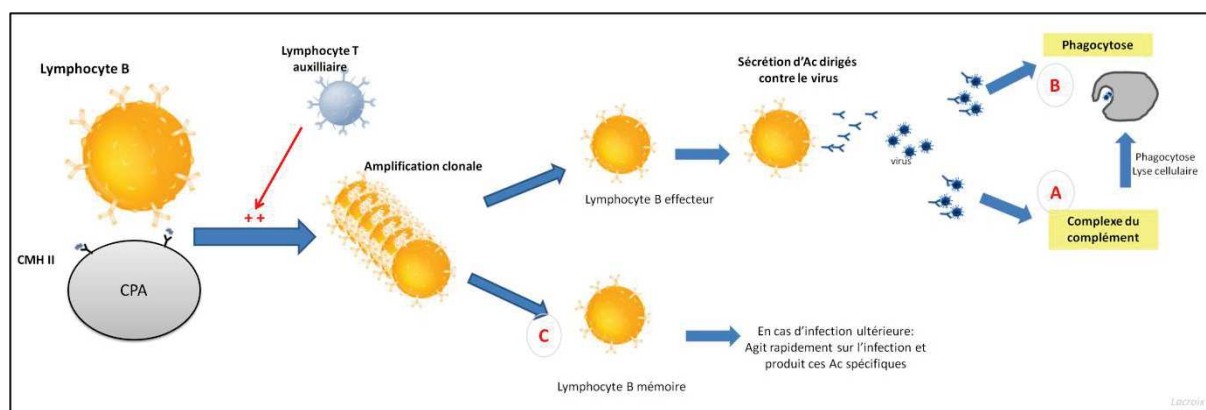 Lymphocyte B
Lymphocyte T
auxilliaire
CMH II
CPA
+ +
Amplification clonale
Lymphocyte B effecteur
Sécrétion d'Ac dirigés
contre le virus
virus
Phagocytose
B
Phagocytose
Lyse cellulaire
A
Complexe du
complément
C
Lymphocyte B mémoire
En cas d'infection ultérieure:
Agit rapidement sur l'infection et
produit ces Ac spécifiques
Lacroix